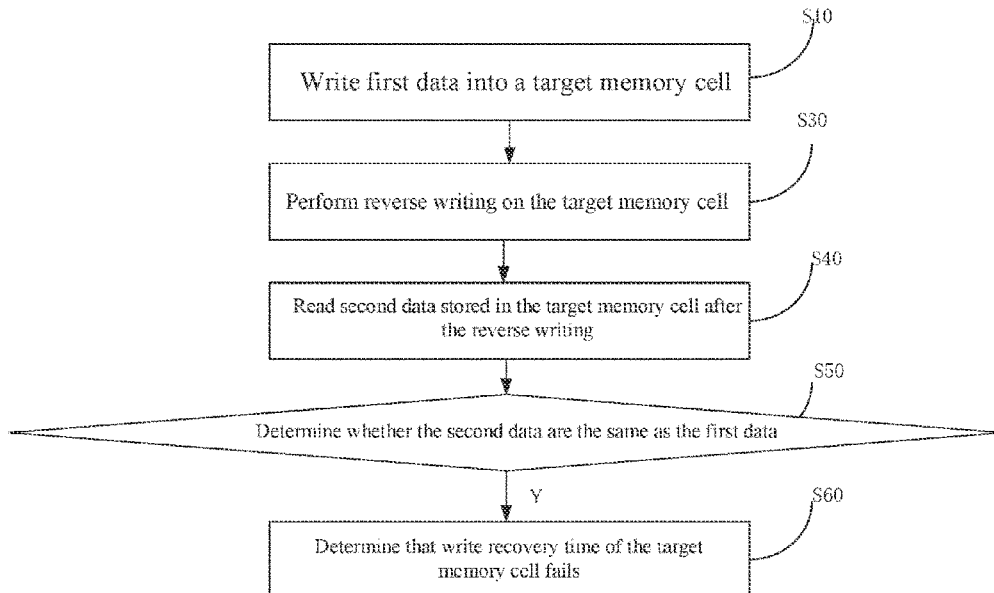 S10
Write first data into a target memory cell
S30
Perform reverse writing on the target memory cell
S40
Read second data stored in the target memory cell after
the reverse writing
S50
Determine whether the second data are the same as the first data
Y
S60
Determine that write recovery time of the target
memory cell fails